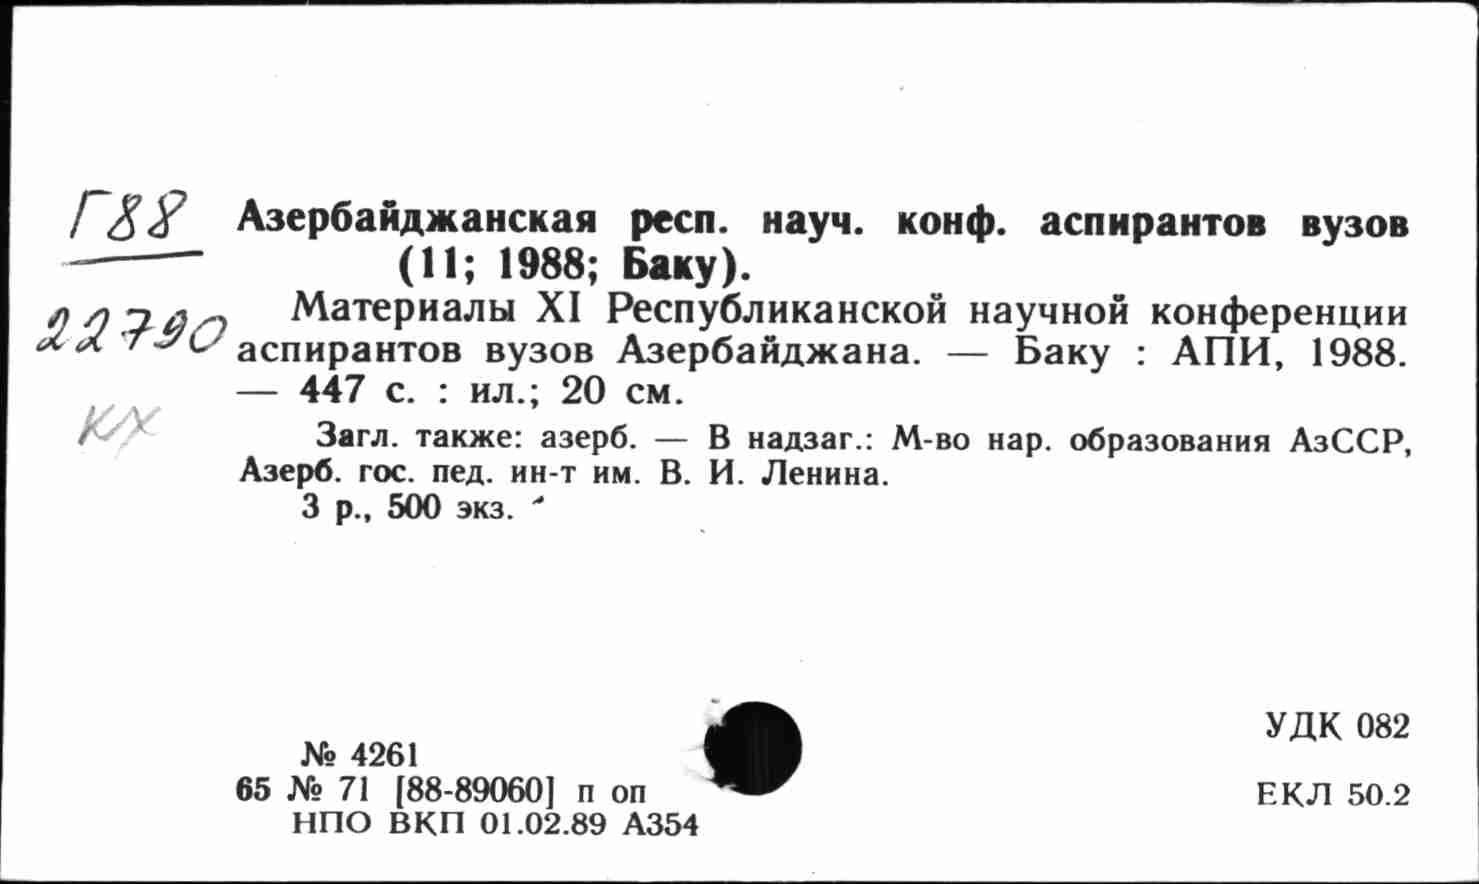 Г88
22790
КХ
Азербайджанская респ. науч. конф. аспирантов вузов
(11; 1988; Баку).
Материалы XI Республиканской научной конференции
аспирантов вузов Азербайджана. — Баку : АПИ, 1988.
— 447 с. : ил.; 20 см.
Загл. также: азерб. — В надзаг.: М-во нар. образования АзССР,
Азерб. гос. пед. ин-т им. В. И. Ленина.
3 р., 500 экз.
УДК 082
№ 4261
65 № 71 [88-89060] п оп
ЕКЛ 50.2
НПО ВКП 01.02.89 А354